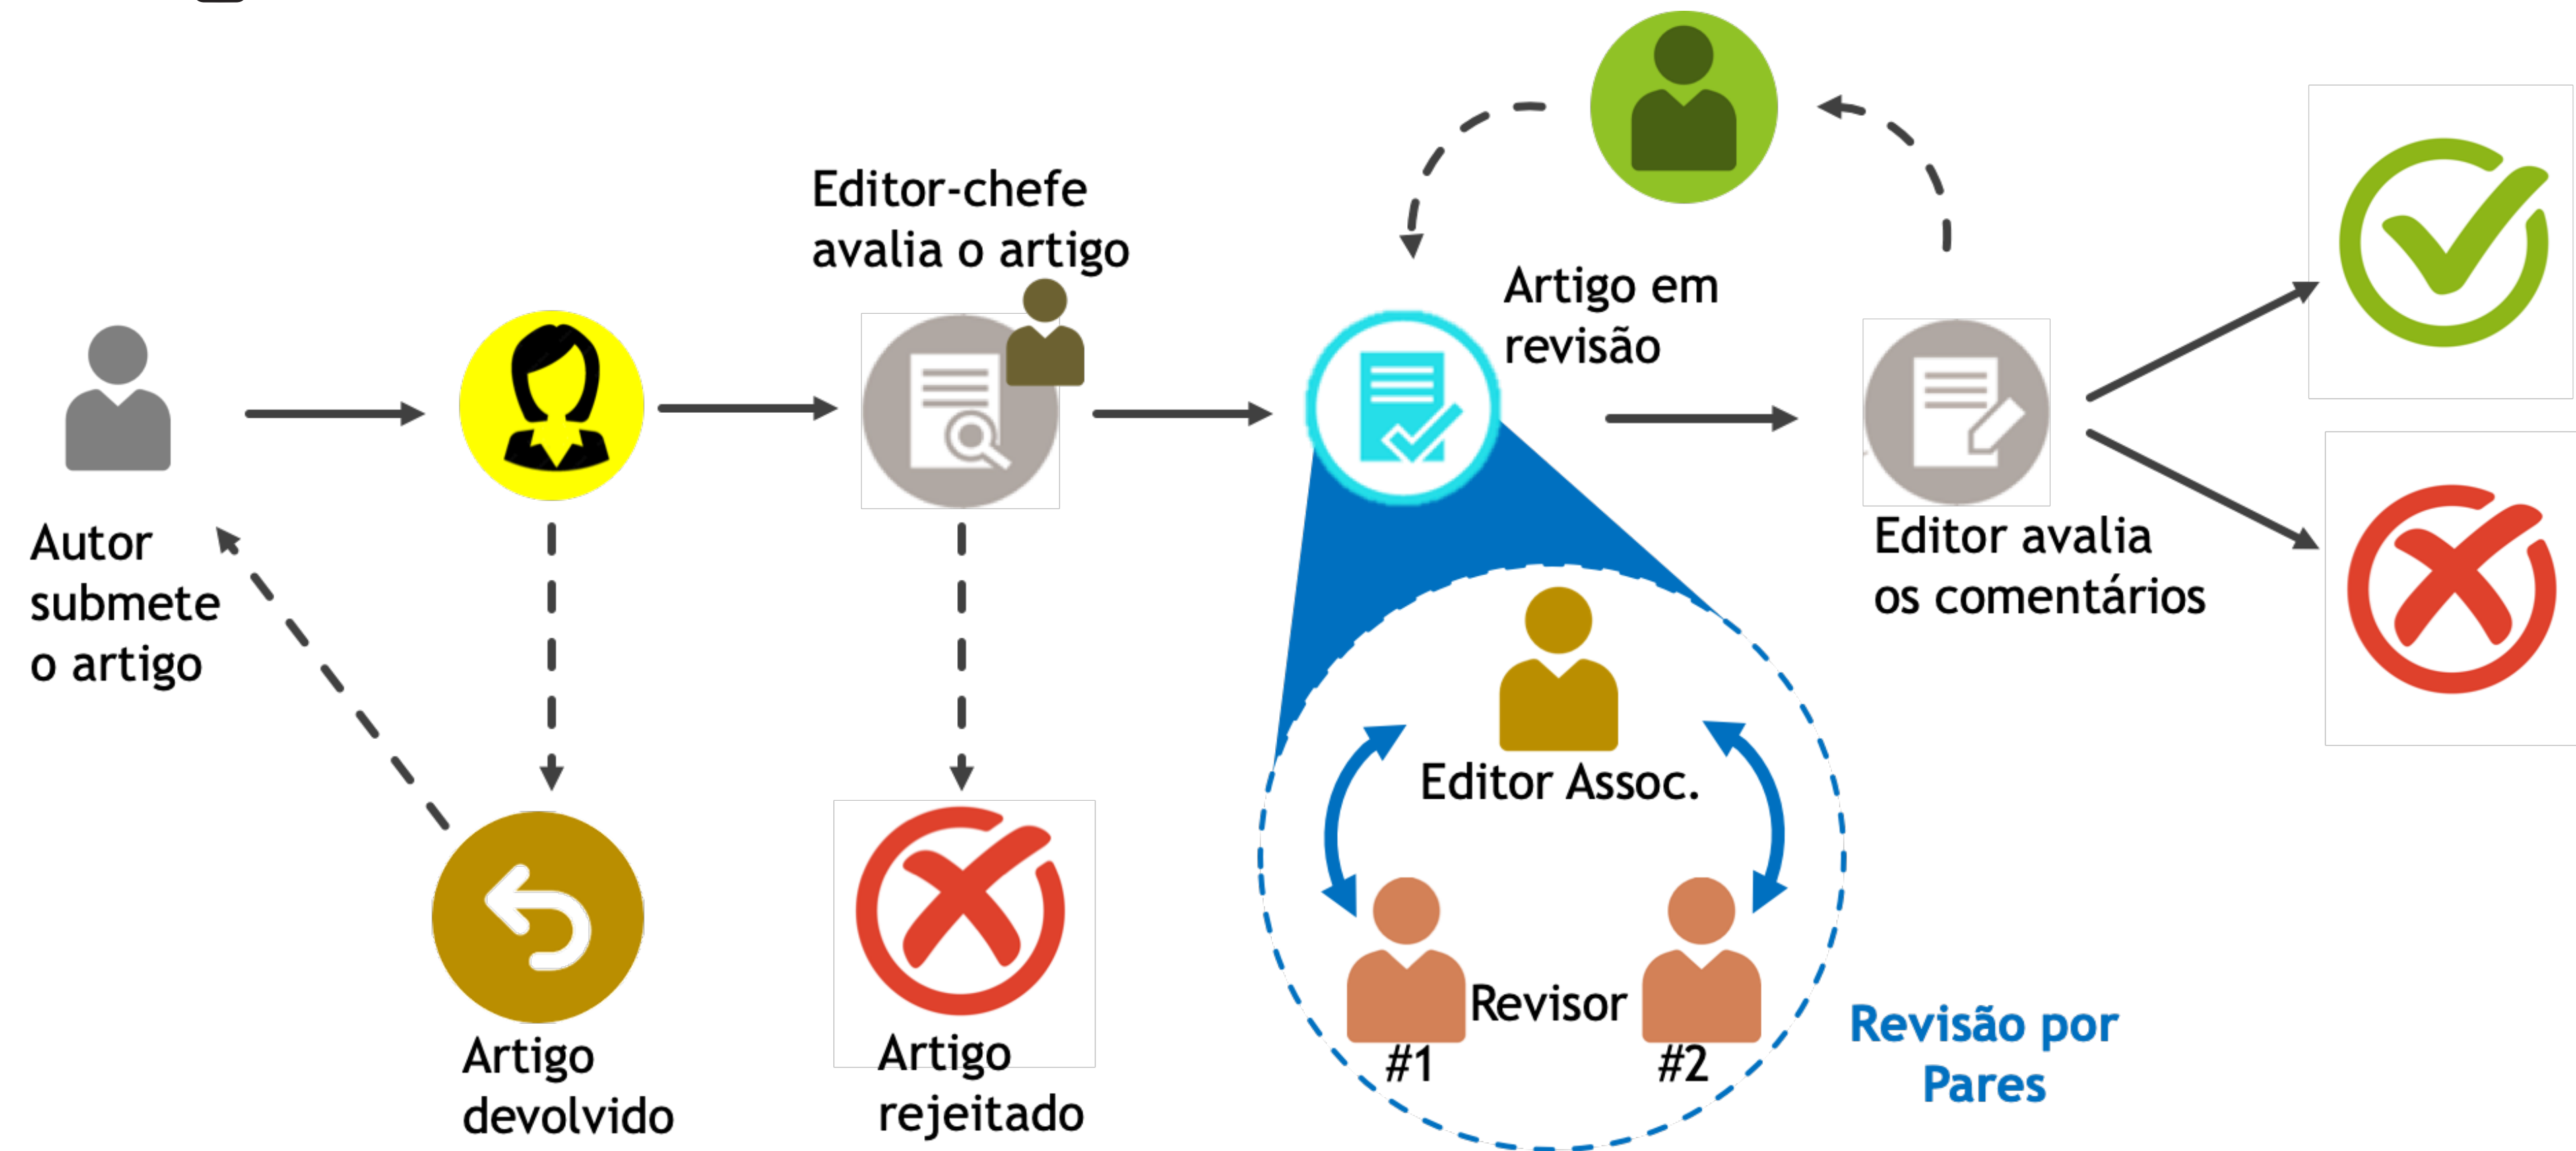 Autor
submete
o artigo
Artigo
devolvido
Editor-chefe
avalia o artigo
Artigo
rejeitado
Artigo em
revisão
Editor Assoc.
Revisor
#1
#2
Revisão por
Pares
Editor avalia
os comentários